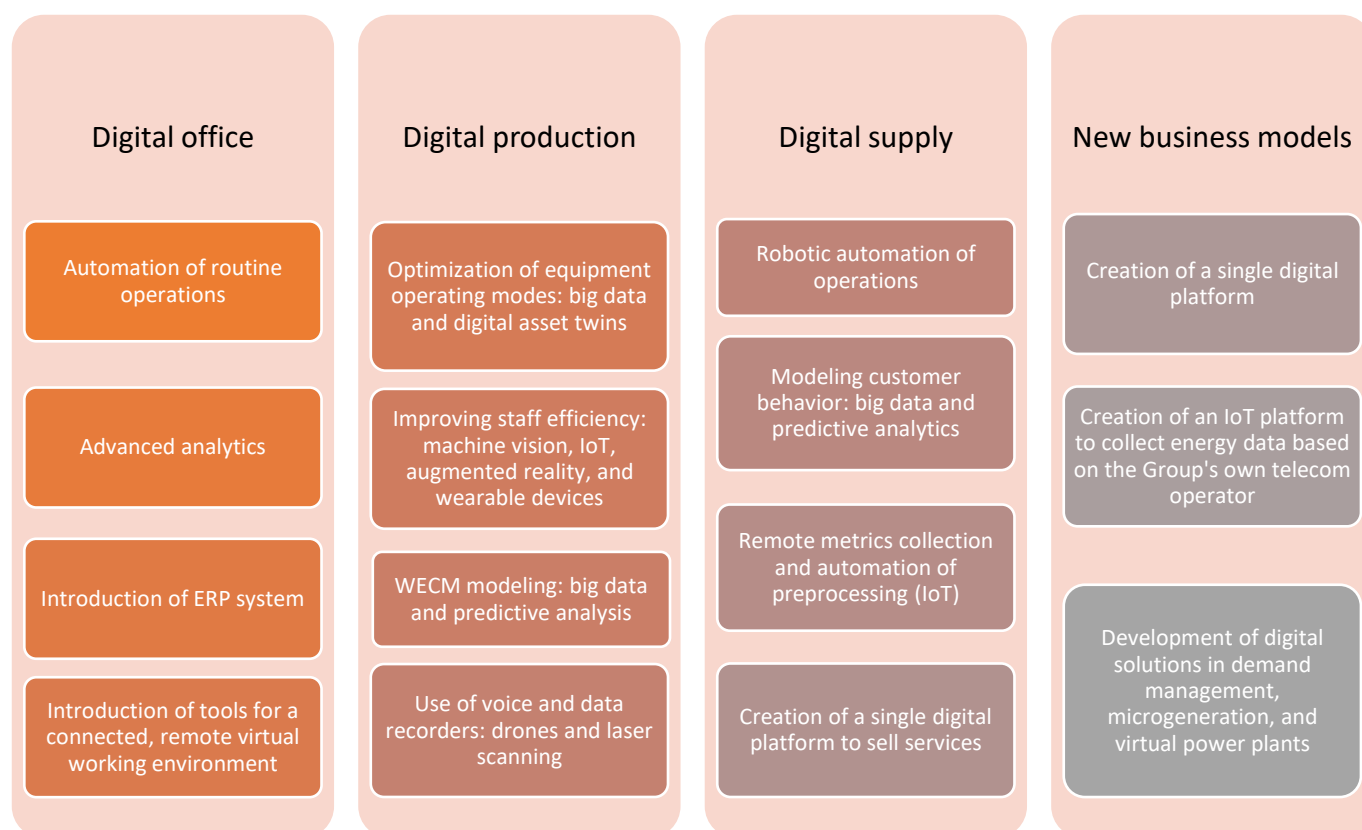 Digital office
Automation of routine
operations
Advanced analytics
Introduction of ERP system
Introduction of tools for a
connected, remote virtual
working environment
Digital production
Optimization of equipment
operating modes: big data
and digital asset twins
Improving staff efficiency:
machine vision, IoT,
augmented reality, and
wearable devices
WECM modeling: big data
and predictive analysis
Use of voice and data
recorders: drones and laser
scanning
Digital supply
Robotic automation of
operations
Modeling customer
behavior: big data and
predictive analytics
Remote metrics collection
and automation of
preprocessing (IoT)
Creation of a single digital
platform to sell services
New business models
Creation of a single digital
platform
Creation of an IoT platform
to collect energy data based
on the Group's own telecom
operator
Development of digital
solutions in demand
management,
microgeneration, and
virtual power plants